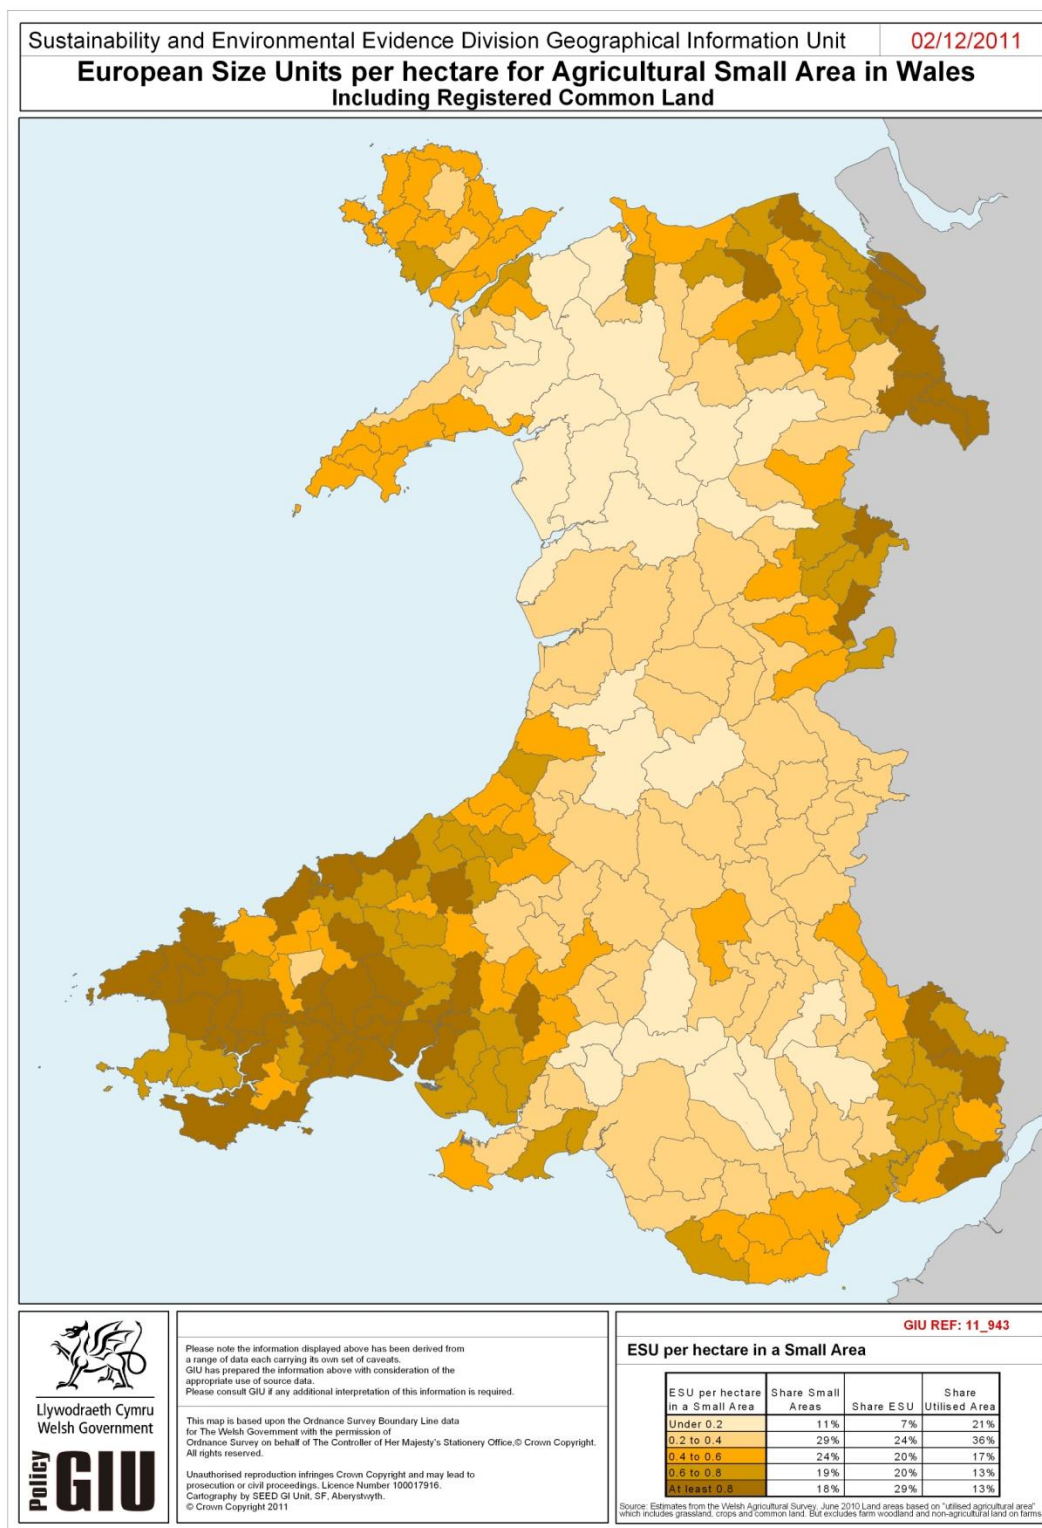 Sustainability and Environmental Evidence Division Geographical Information Unit 02/12/2011
European Size Units per hectare for Agricultural Small Area in Wales
Including Registered Common Land
Llywodraeth Cymru
Welsh Government
Policy GIU
Please note the information displayed above has been derived from
a range of data each carrying its own set of caveats.
GIU has prepared the information above with consideration of the
appropriate use of source data.
Please consult GIU if any additional interpretation of this information is required.
This map is based upon the Ordnance Survey Boundary Line data
for The Welsh Government with the permission of
Ordnance Survey on behalf of The Controller of Her Majesty's Stationery Office,© Crown Copyright.
All rights reserved.
Unauthorised reproduction infringes Crown Copyright and may lead to
prosecution or civil proceedings. Licence Number 100017916.
Cartography by SEED GI Unit, SF, Aberystwyth.
© Crown Copyright 2011
GIU REF: 11_943
ESU per hectare in a Small Area
ESU per hectare in a Small Area Share Small Areas Share ESU Share Utilised Area
Under 0.2 11% 7% 21%
0.2 to 0.4 29% 24% 36%
0.4 to 0.6 24% 20% 17%
0.6 to 0.8 19% 20% 13%
At least 0.8 18% 29% 13%
Source: Estimates from the Welsh Agricultural Survey, June 2010 Land areas based on "utilised agricultural area"
which includes grassland, crops and common land. But excludes farm woodland and non-agricultural land on farms